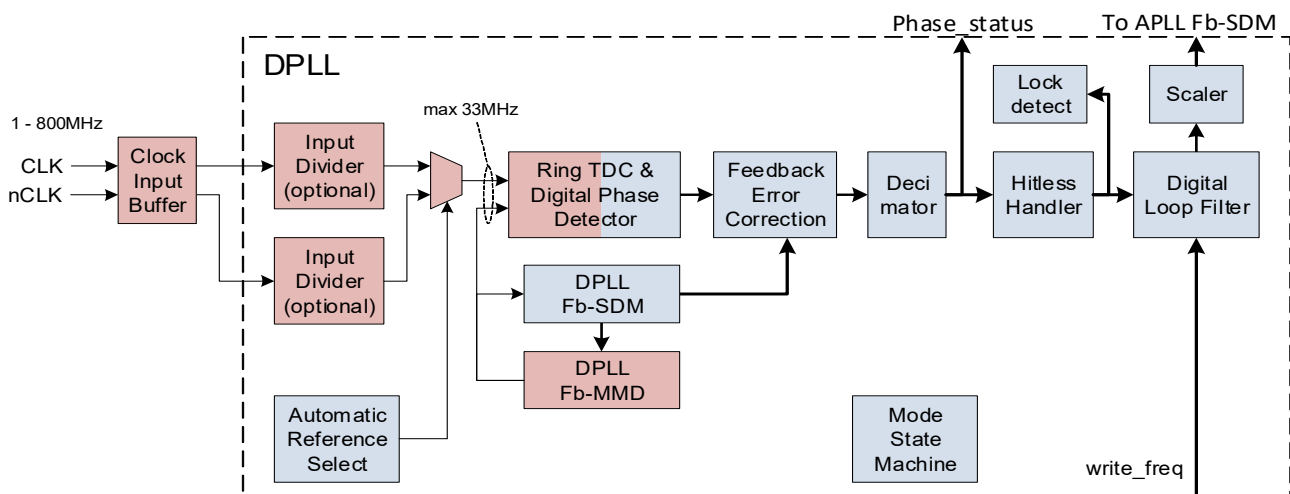 Phase_status
To APLL Fb-SDM
DPLL
1 - 800MHz
CLK
nCLK
Clock
Input
Buffer
Input
Divider
(optional)
Input
Divider
(optional)
max 33MHz
Ring TDC &
Digital Phase
Detector
Feedback
Error
Correction
Deci
mator
Hitless
Handler
Lock
detect
Scaler
Digital
Loop Filter
DPLL
Fb-SDM
DPLL
Fb-MMD
Automatic
Reference
Select
Mode
State
Machine
write_freq